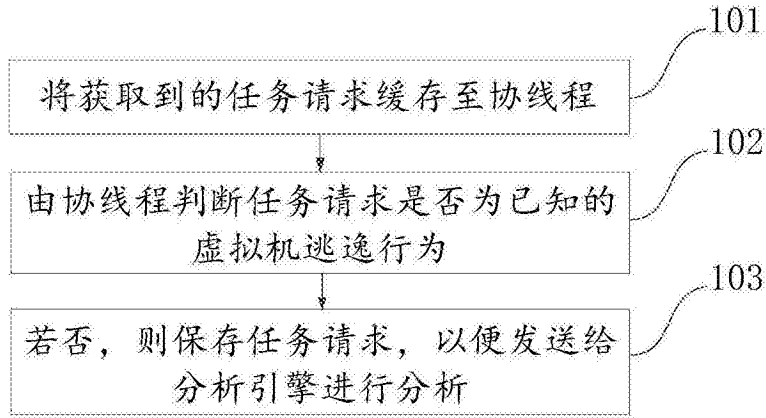 101
将获取到的任务请求缓存至协线程
102
由协线程判断任务请求是否为已知的
虚拟机逃逸行为
103
若否，则保存任务请求，以便发送给
分析引擎进行分析